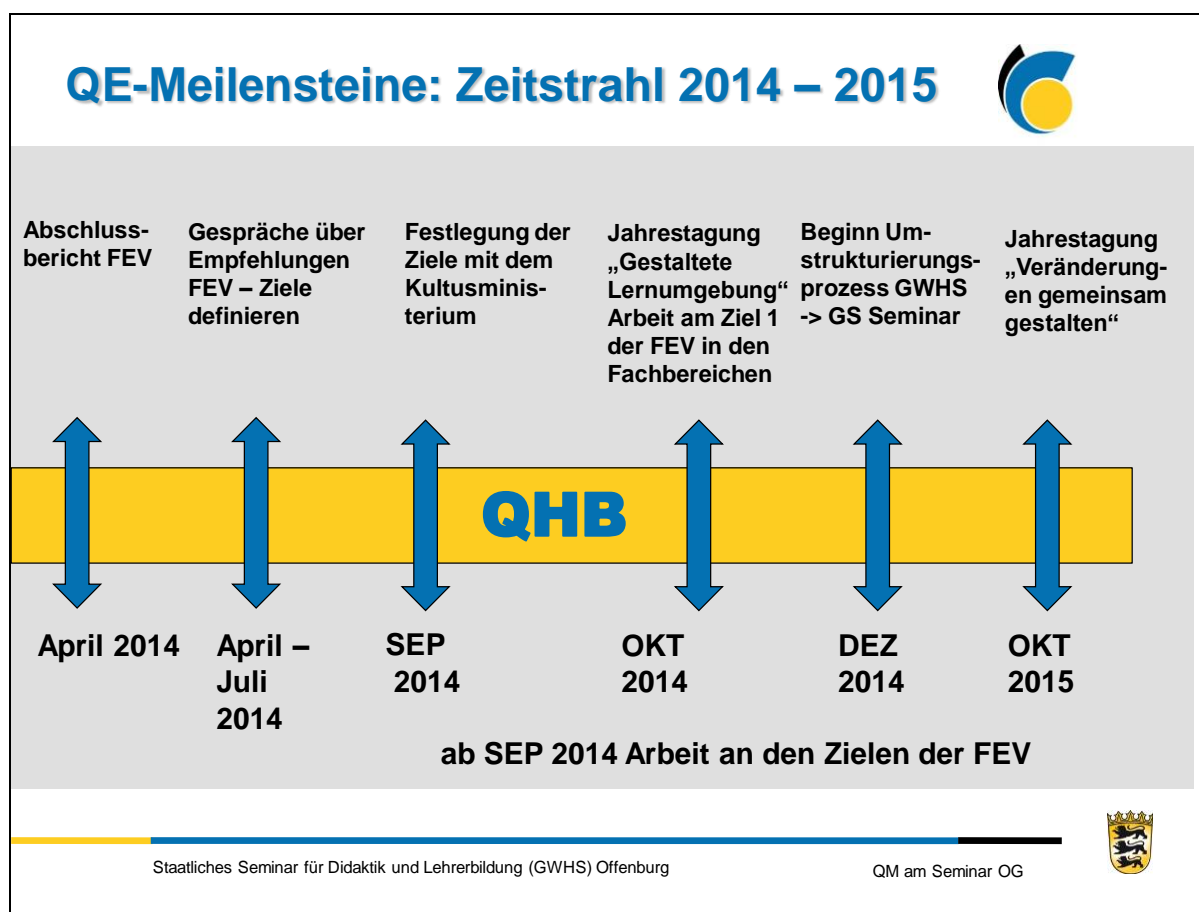 QE-Meilensteine: Zeitstrahl 2014 – 2015
Abschluss-
bericht FEV
Gespräche über
Empfehlungen
FEV – Ziele
definieren
Festlegung der
Ziele mit dem
Kultusminis-
terium
Jahrestagung
„Gestaltete
Lernumgebung“
Arbeit am Ziel 1
der FEV in den
Fachbereichen
Beginn Um-
strukturierungs-
prozess GWHS
-> GS Seminar
Jahrestagung
„Veränderung-
en gemeinsam
gestalten“
QHB
April 2014
April –
Juli
2014
SEP
2014
OKT
2014
DEZ
2014
OKT
2015
ab SEP 2014 Arbeit an den Zielen der FEV
Staatliches Seminar für Didaktik und Lehrerbildung (GWHS) Offenburg
QM am Seminar OG